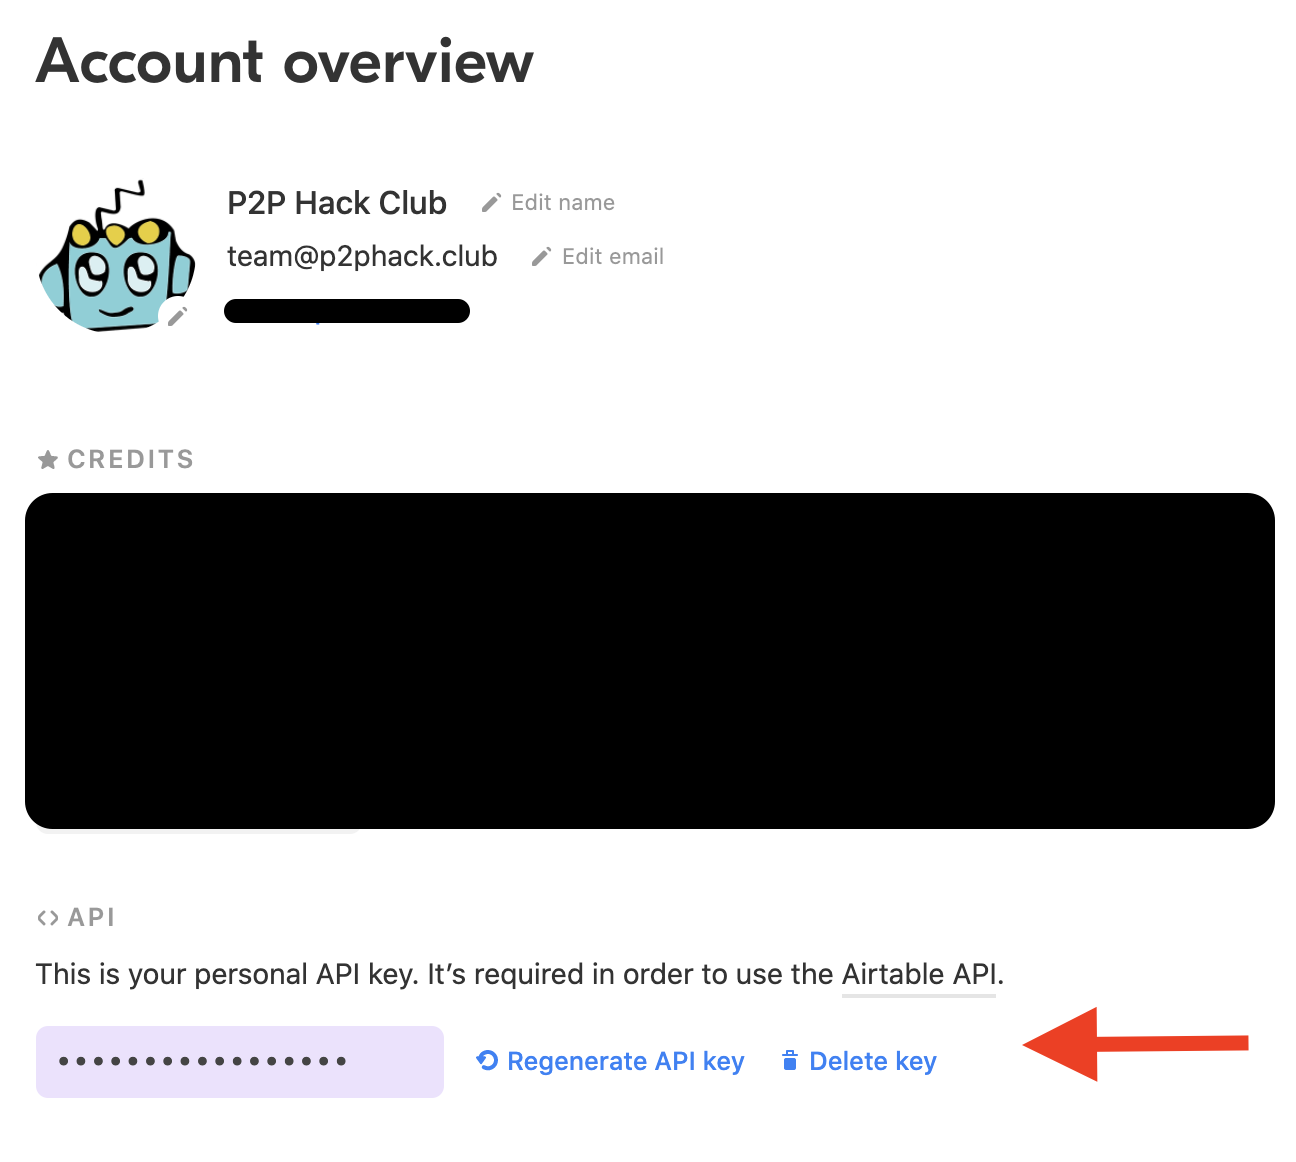 Account overview
P2P Hack Club Edit name
team@p2phack.club Edit email
CREDITS
API
This is your personal API key. It’s required in order to use the Airtable API.
•••••••••••••••••
Regenerate API key Delete key